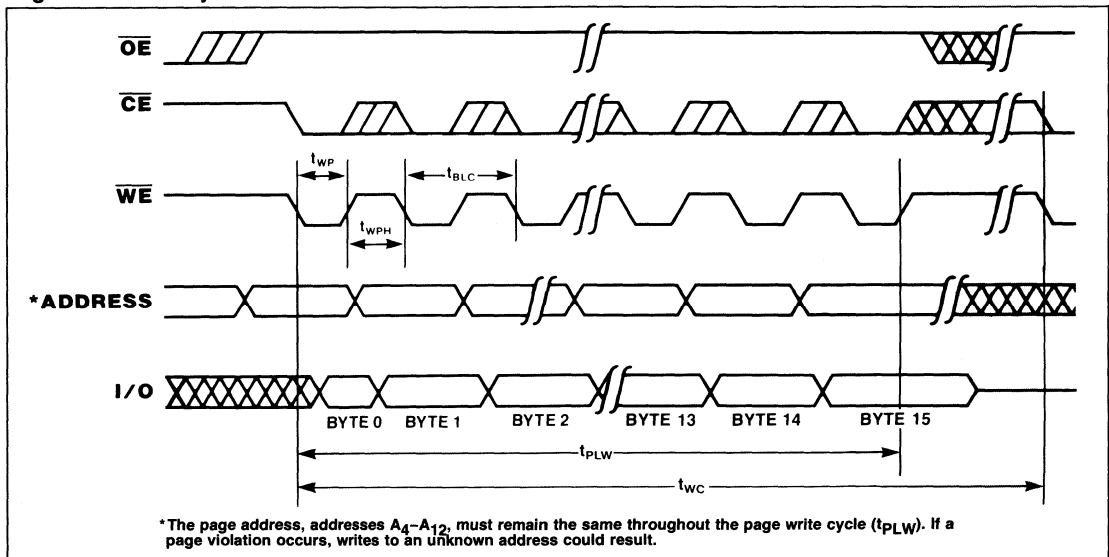 OE
CE
tWP
tBLC
WE
tWPH
*ADDRESS
I/O
BYTE 0 BYTE 1 BYTE 2 BYTE 13 BYTE 14 BYTE 15
tPLW
tWC
*The page address, addresses A4–A12, must remain the same throughout the page write cycle (tPLW). If a
page violation occurs, writes to an unknown address could result.